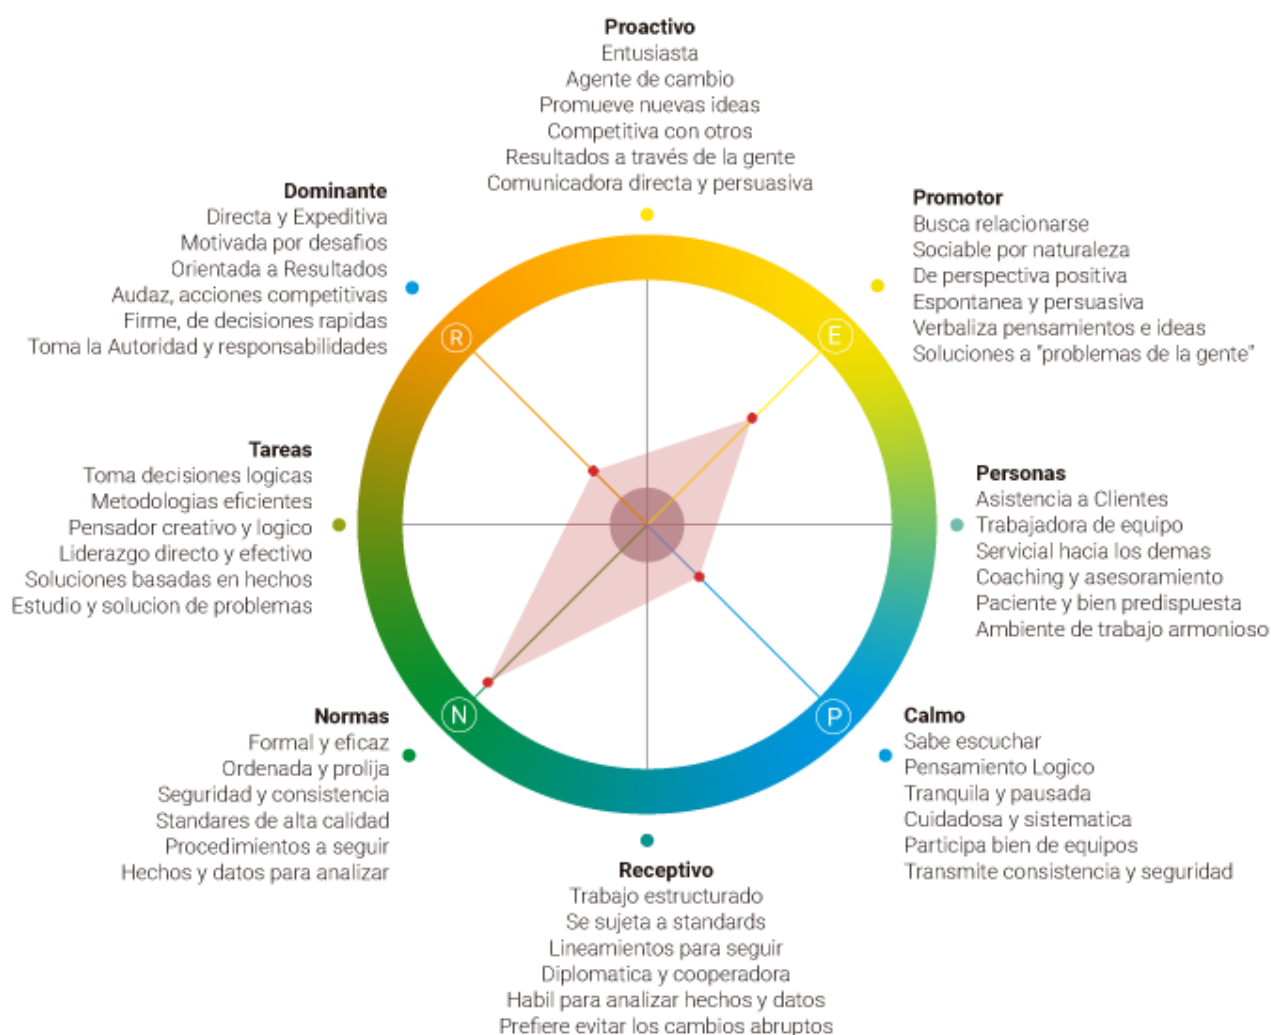 Proactivo
Entusiasta
Agente de cambio
Promueve nuevas ideas
Competitiva con otros
Resultados a través de la gente
Comunicadora directa y persuasiva
Dominante
Directa y Expeditiva
Motivada por desafios
Orientada a Resultados
Audaz, acciones competitivas
Firme, de decisiones rapidas
Toma la Autoridad y responsabilidades
Promotor
Busca relacionarse
Sociable por naturaleza
De perspectiva positiva
Espontanea y persuasiva
Verbaliza pensamientos e ideas
Soluciones a "problemas de la gente"
R
E
Tareas
Toma decisiones logicas
Metodologias eficientes
Pensador creativo y logico
Liderazgo directo y efectivo
Soluciones basadas en hechos
Estudio y solucion de problemas
Personas
Asistencia a Clientes
Trabajadora de equipo
Servicial hacia los demas
Coaching y asesoramiento
Paciente y bien predispuesta
Ambiente de trabajo armonioso
N
P
Normas
Formal y eficaz
Ordenada y prolija
Seguridad y consistencia
Standares de alta calidad
Procedimientos a seguir
Hechos y datos para analizar
Calmo
Sabe escuchar
Pensamiento Logico
Tranquila y pausada
Cuidadosa y sistematica
Participa bien de equipos
Transmite consistencia y seguridad
Receptivo
Trabajo estructurado
Se sujeta a standards
Lineamientos para seguir
Diplomatica y cooperadora
Habil para analizar hechos y datos
Prefiere evitar los cambios abruptos